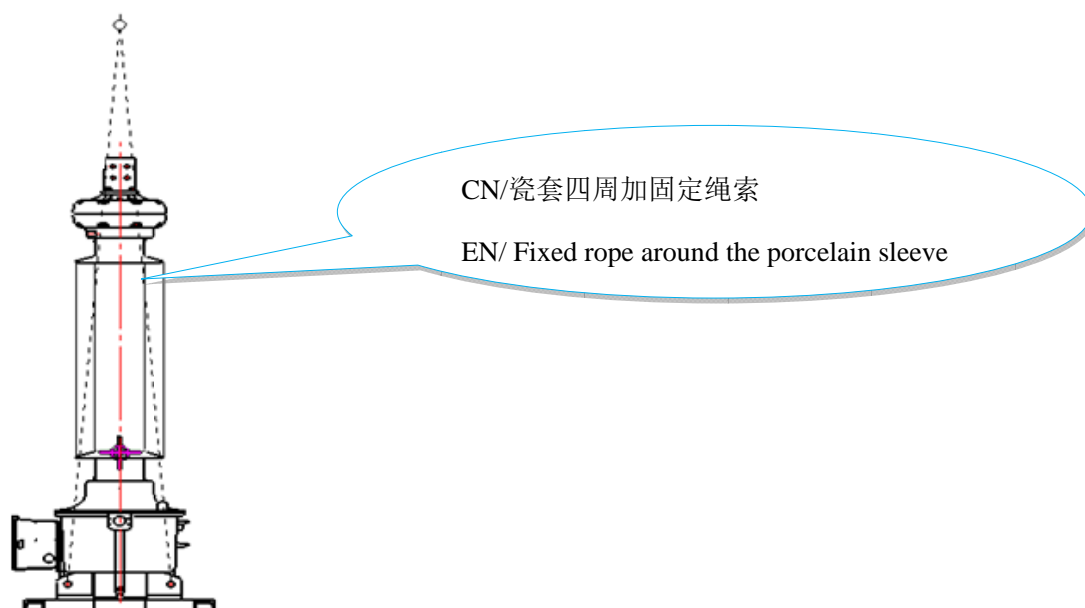 CN/瓷套四周加固定绳索
EN/ Fixed rope around the porcelain sleeve